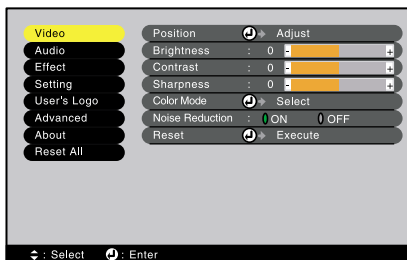 Video
Audio
Effect
Setting
User's Logo
Advanced
About
Reset All
Position Adjust
Brightness : 0 - +
Contrast : 0 - +
Sharpness : 0 - +
Color Mode Select
Noise Reduction : ON OFF
Reset Execute
: Select : Enter